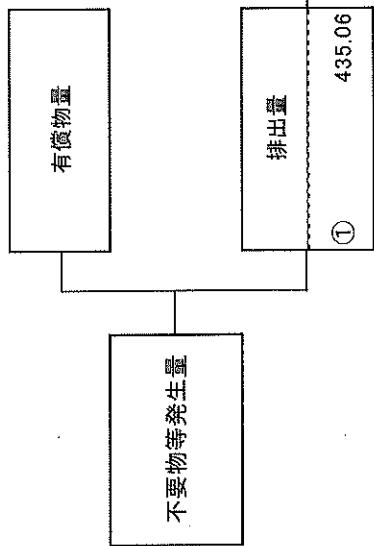 不要物等発生量
有償物量
排出量
① 435.06